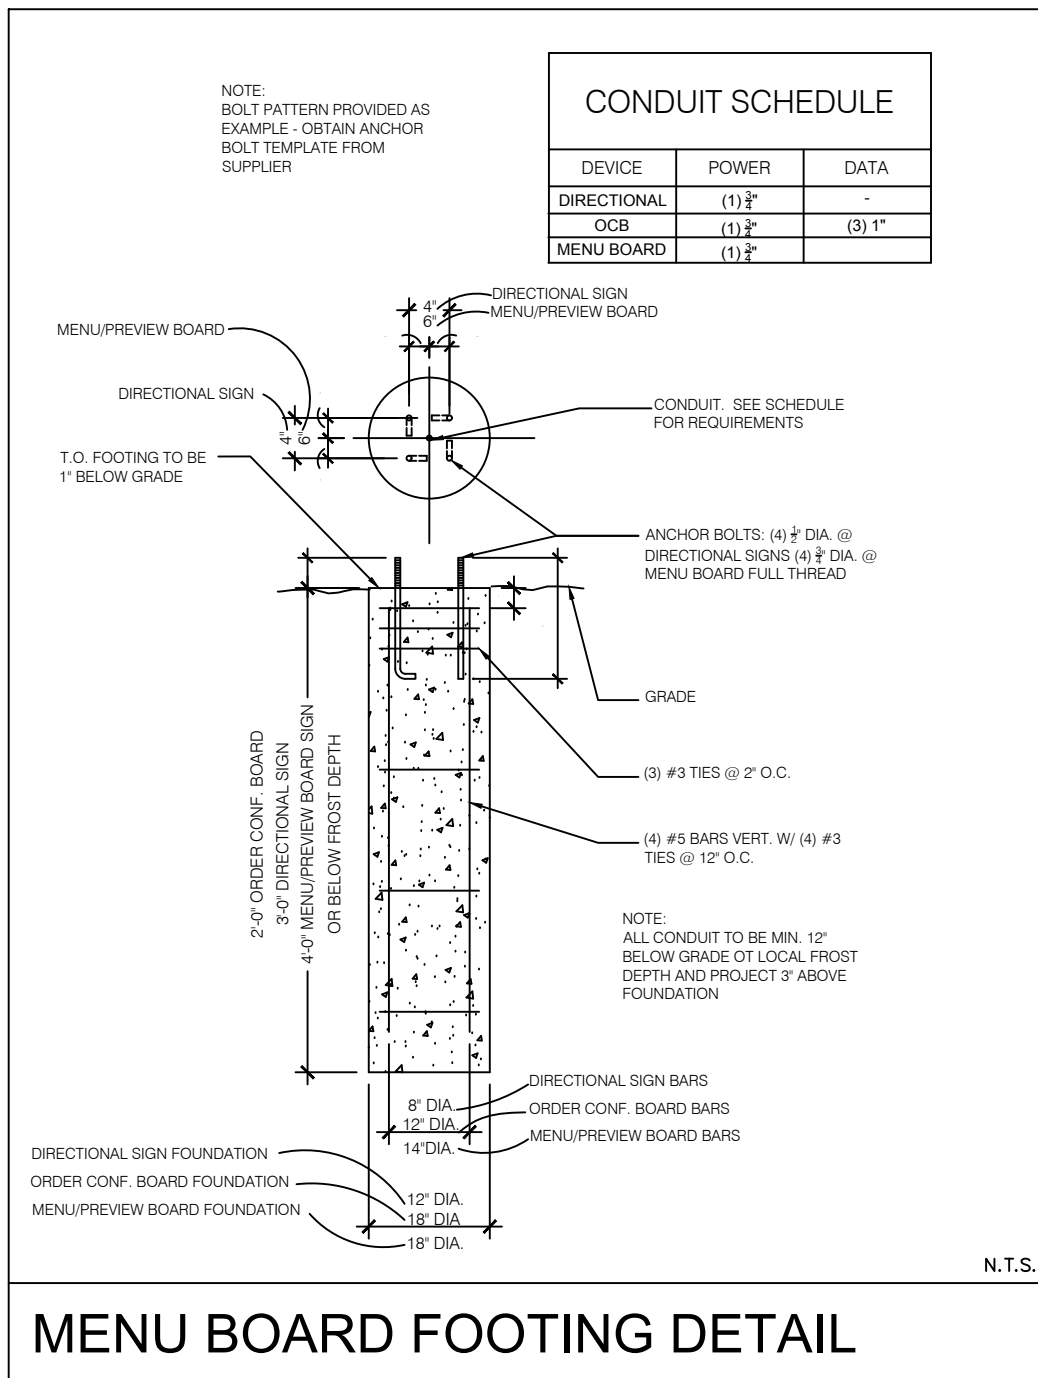 NOTE:
BOLT PATTERN PROVIDED AS
EXAMPLE - OBTAIN ANCHOR
BOLT TEMPLATE FROM
SUPPLIER
CONDUIT SCHEDULE
DEVICE POWER DATA
DIRECTIONAL (1) 3/4" -
OCB (1) 3/4" (3) 1"
MENU BOARD (1) 3/4"
4" DIRECTIONAL SIGN
6" MENU/PREVIEW BOARD
MENU/PREVIEW BOARD
DIRECTIONAL SIGN
4"
6"
CONDUIT. SEE SCHEDULE
FOR REQUIREMENTS
T.O. FOOTING TO BE
1" BELOW GRADE
ANCHOR BOLTS: (4) 1/2" DIA. @
DIRECTIONAL SIGNS (4) 3/4" DIA. @
MENU BOARD FULL THREAD
GRADE
(3) #3 TIES @ 2" O.C.
(4) #5 BARS VERT. W/ (4) #3
TIES @ 12" O.C.
2'-0" ORDER CONF. BOARD
3'-0" DIRECTIONAL SIGN
4'-0" MENU/PREVIEW BOARD SIGN
OR BELOW FROST DEPTH
NOTE:
ALL CONDUIT TO BE MIN. 12"
BELOW GRADE OT LOCAL FROST
DEPTH AND PROJECT 3" ABOVE
FOUNDATION
8" DIA. DIRECTIONAL SIGN BARS
12" DIA. ORDER CONF. BOARD BARS
14"DIA. MENU/PREVIEW BOARD BARS
DIRECTIONAL SIGN FOUNDATION 12" DIA.
ORDER CONF. BOARD FOUNDATION 18" DIA
MENU/PREVIEW BOARD FOUNDATION 18" DIA.
N.T.S.
MENU BOARD FOOTING DETAIL